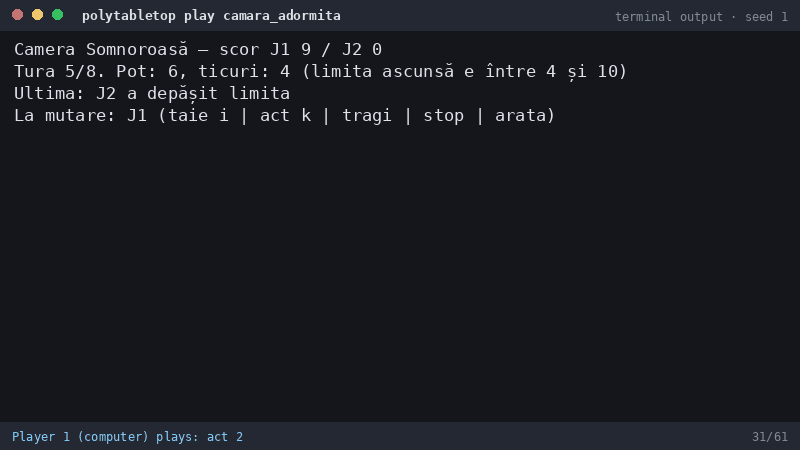 polytabletop play camara_adormita
terminal output · seed 1
Camera Somnoroasă — scor J1 9 / J2 0
Tura 5/8. Pot: 6, ticuri: 4 (limita ascunsă e între 4 și 10)
Ultima: J2 a depășit limita
La mutare: J1 (taie i | act k | tragi | stop | arata)
Player 1 (computer) plays: act 2
31/61